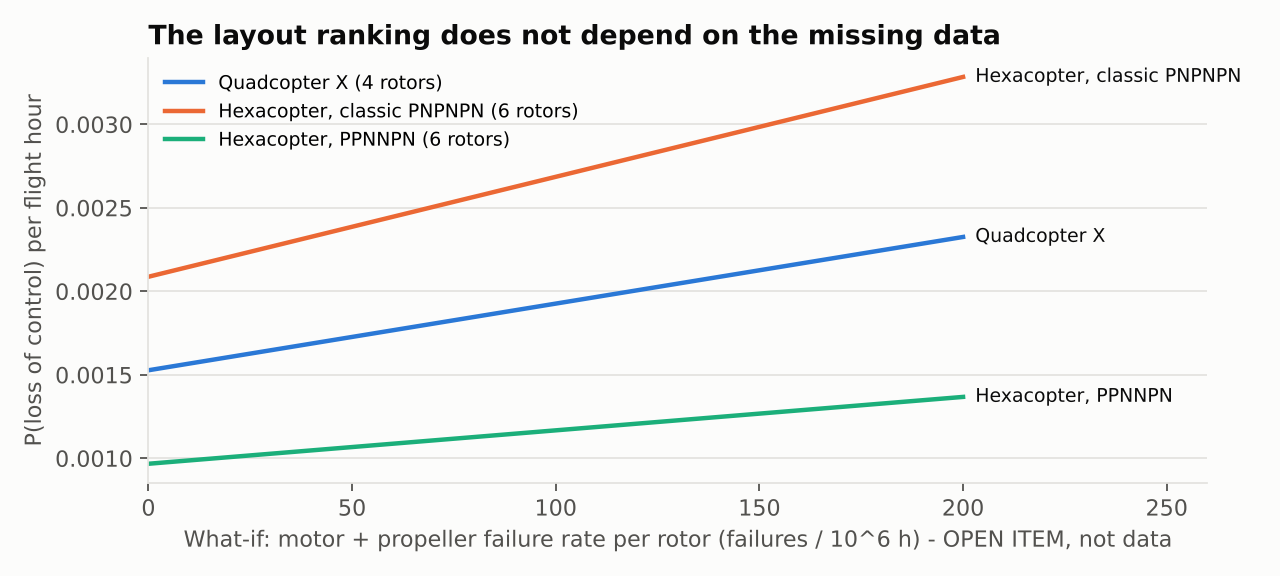 The layout ranking does not depend on the missing data
Quadcopter X (4 rotors)
Hexacopter, classic PNPNPN (6 rotors)
Hexacopter, PPNNPN (6 rotors)
Hexacopter, classic PNPNPN
Quadcopter X
Hexacopter, PPNNPN
P(loss of control) per flight hour
0.0030
0.0025
0.0020
0.0015
0.0010
0 50 100 150 200 250
What-if: motor + propeller failure rate per rotor (failures / 10^6 h) - OPEN ITEM, not data